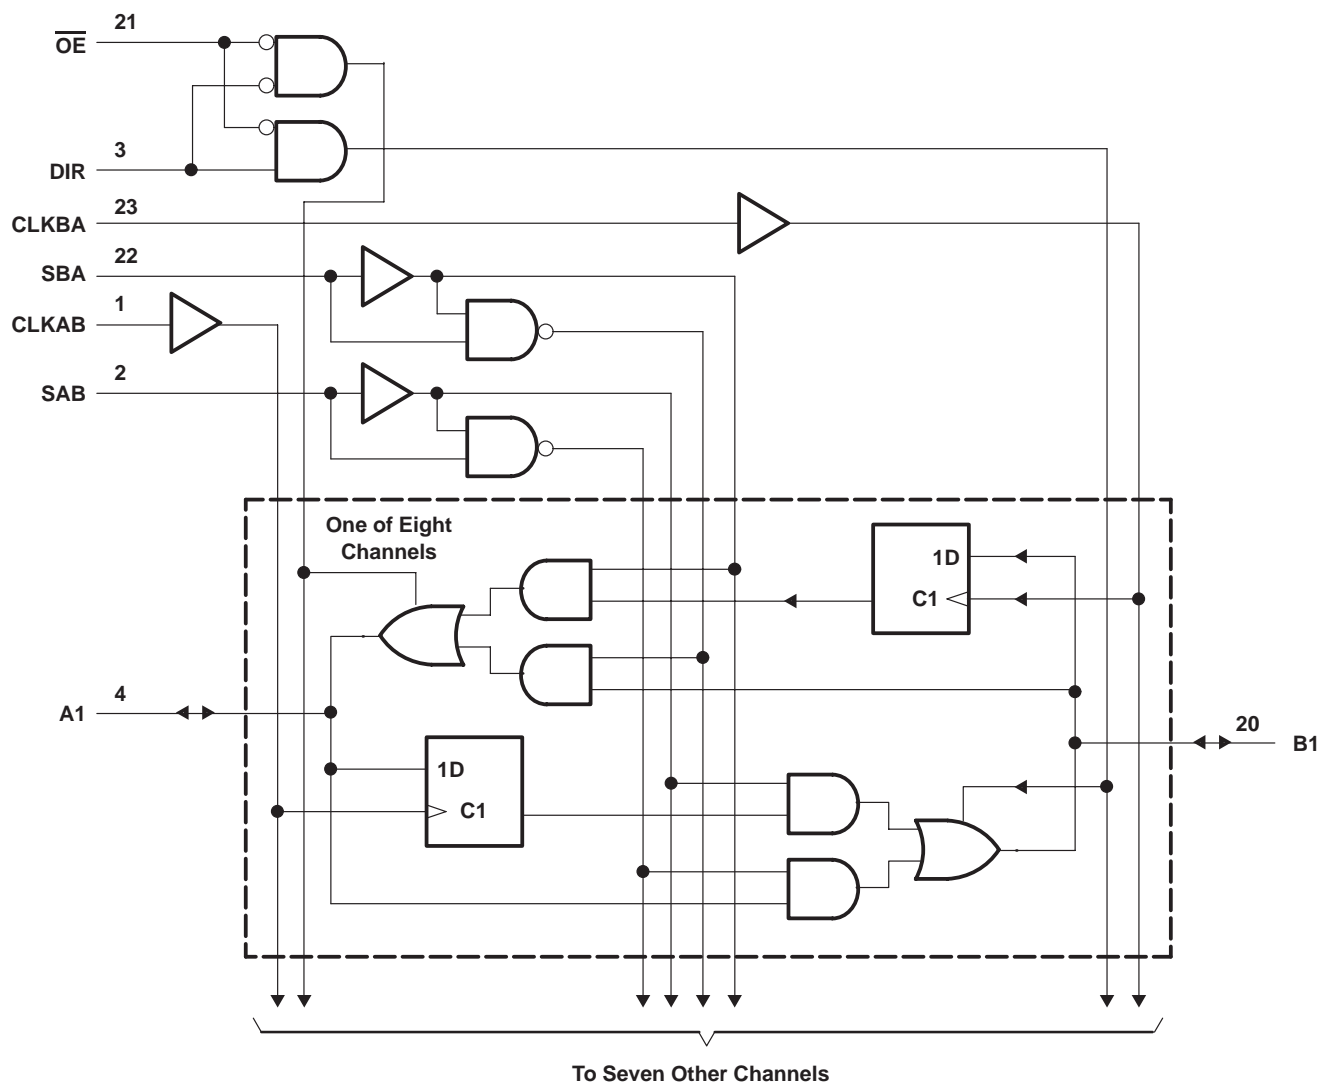 21
O̅E̅
3
DIR
23
CLKBA
22
SBA
1
CLKAB
2
SAB
One of Eight
Channels
1D
C1
4
A1
20
B1
1D
C1
To Seven Other Channels